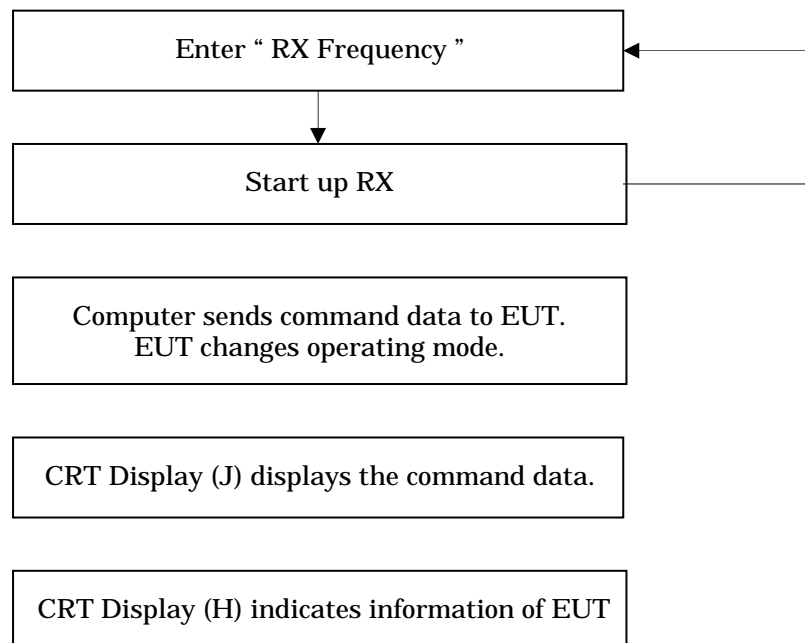 Enter “ RX Frequency ”
Start up RX
Computer sends command data to EUT.
EUT changes operating mode.
CRT Display (J) displays the command data.
CRT Display (H) indicates information of EUT